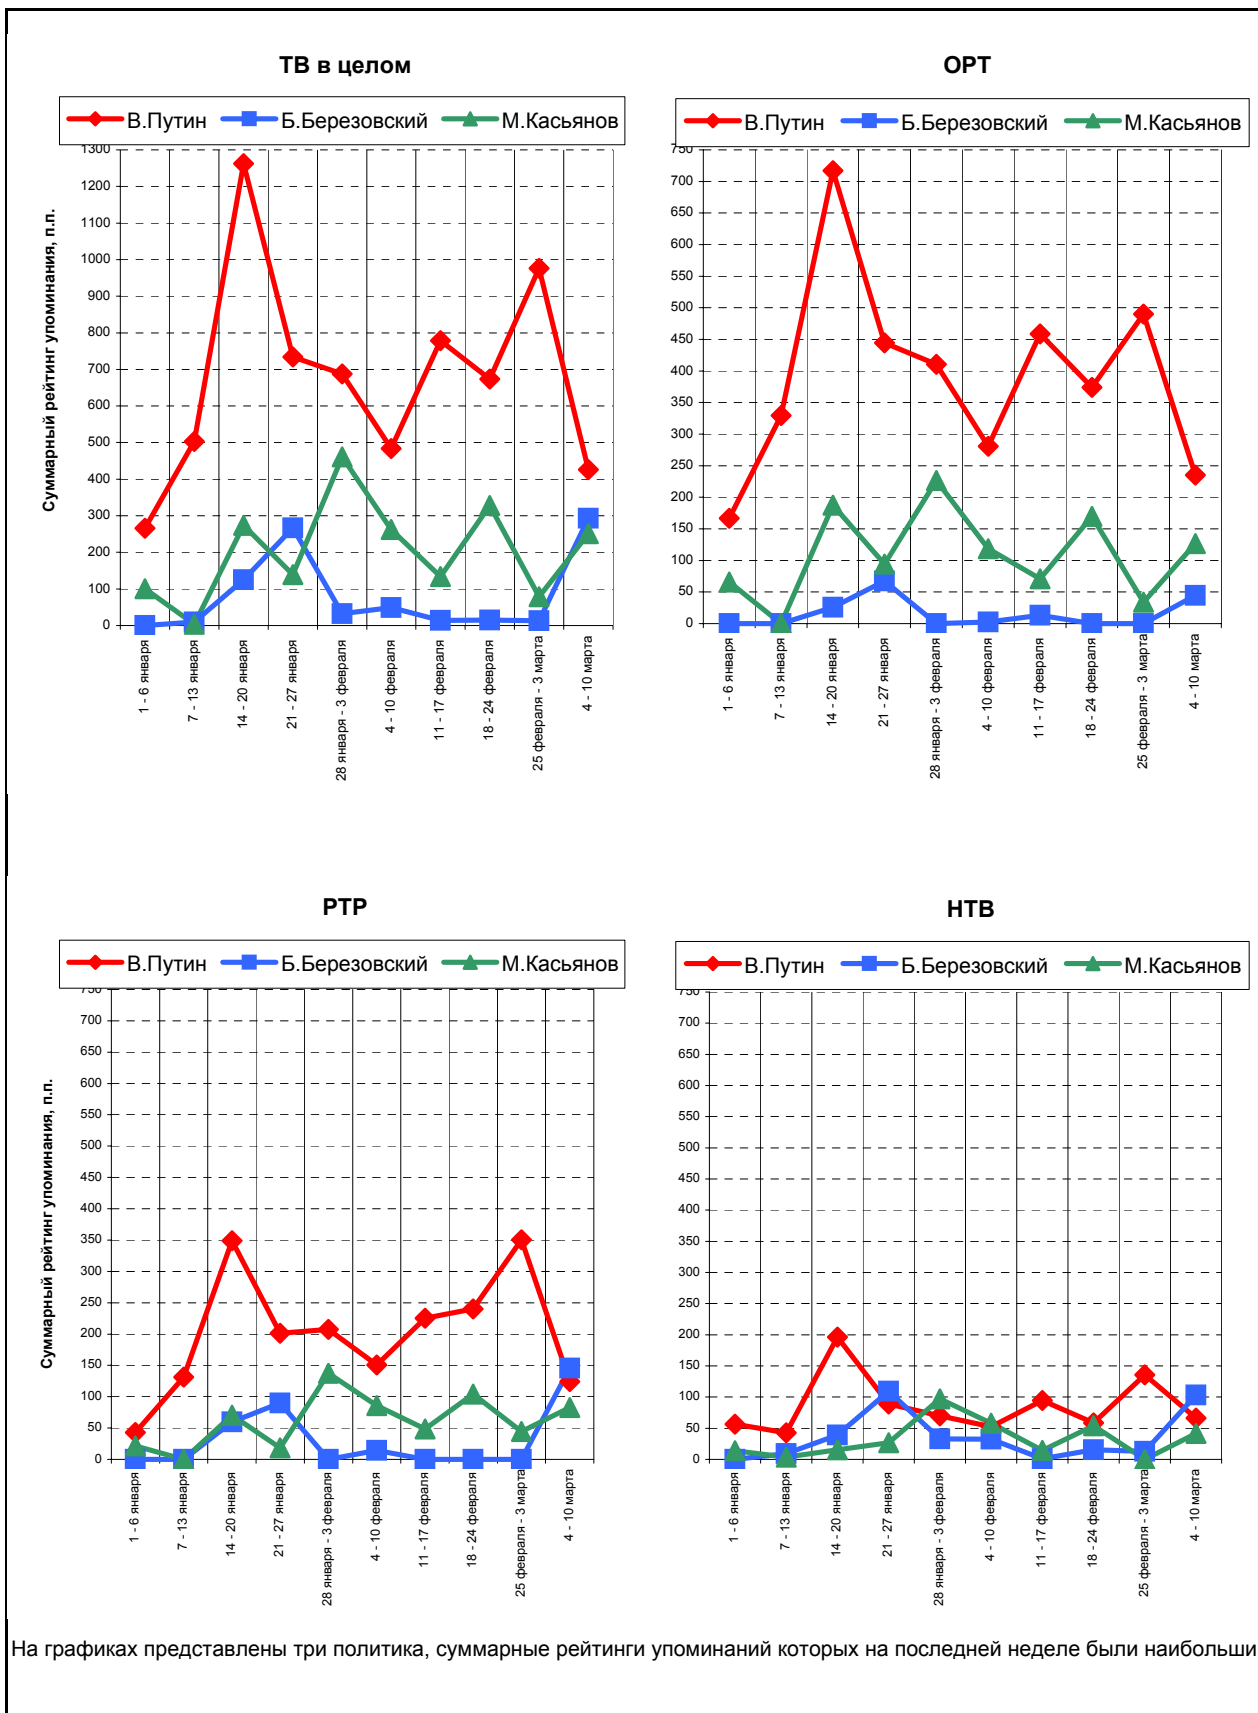 ТВ в целом
В.Путин Б.Березовский М.Касьянов
Суммарный рейтинг упоминания, п.п.
1300
1200
1100
1000
900
800
700
600
500
400
300
200
100
0
1 - 6 января
7 - 13 января
14 - 20 января
21 - 27 января
28 января - 3 февраля
4 - 10 февраля
11 - 17 февраля
18 - 24 февраля
25 февраля - 3 марта
4 - 10 марта
ОРТ
В.Путин Б.Березовский М.Касьянов
750
700
650
600
550
500
450
400
350
300
250
200
150
100
50
0
1 - 6 января
7 - 13 января
14 - 20 января
21 - 27 января
28 января - 3 февраля
4 - 10 февраля
11 - 17 февраля
18 - 24 февраля
25 февраля - 3 марта
4 - 10 марта
РТР
В.Путин Б.Березовский М.Касьянов
Суммарный рейтинг упоминания, п.п.
750
700
650
600
550
500
450
400
350
300
250
200
150
100
50
0
1 - 6 января
7 - 13 января
14 - 20 января
21 - 27 января
28 января - 3 февраля
4 - 10 февраля
11 - 17 февраля
18 - 24 февраля
25 февраля - 3 марта
4 - 10 марта
НТВ
В.Путин Б.Березовский М.Касьянов
750
700
650
600
550
500
450
400
350
300
250
200
150
100
50
0
1 - 6 января
7 - 13 января
14 - 20 января
21 - 27 января
28 января - 3 февраля
4 - 10 февраля
11 - 17 февраля
18 - 24 февраля
25 февраля - 3 марта
4 - 10 марта
На графиках представлены три политика, суммарные рейтинги упоминаний которых на последней неделе были наибольши